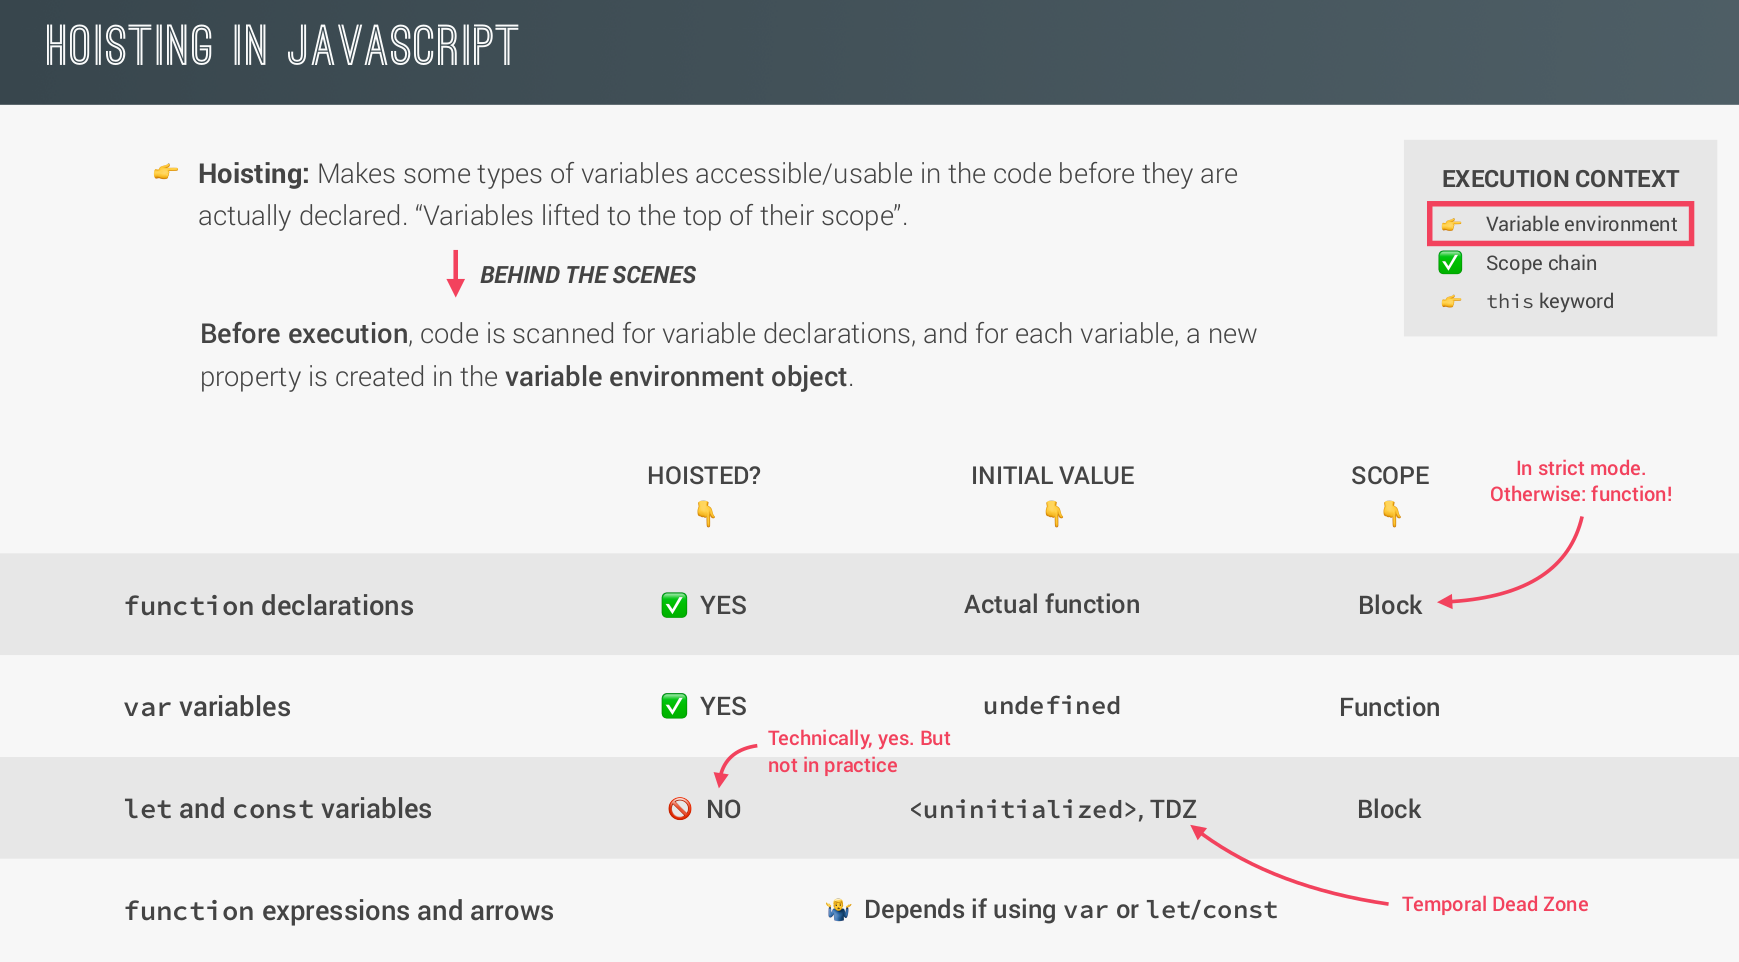 HOISTING IN JAVASCRIPT
👉 Hoisting: Makes some types of variables accessible/usable in the code before they are
actually declared. “Variables lifted to the top of their scope”.
BEHIND THE SCENES
Before execution, code is scanned for variable declarations, and for each variable, a new
property is created in the variable environment object.
EXECUTION CONTEXT
👉 Variable environment
✅ Scope chain
👉 this keyword
HOISTED? INITIAL VALUE SCOPE
👇 👇 👇
In strict mode.
Otherwise: function!
function declarations ✅ YES Actual function Block
var variables ✅ YES undefined Function
Technically, yes. But
not in practice
let and const variables 🚫 NO <uninitialized>, TDZ Block
function expressions and arrows 🤷‍♂️ Depends if using var or let/const
Temporal Dead Zone